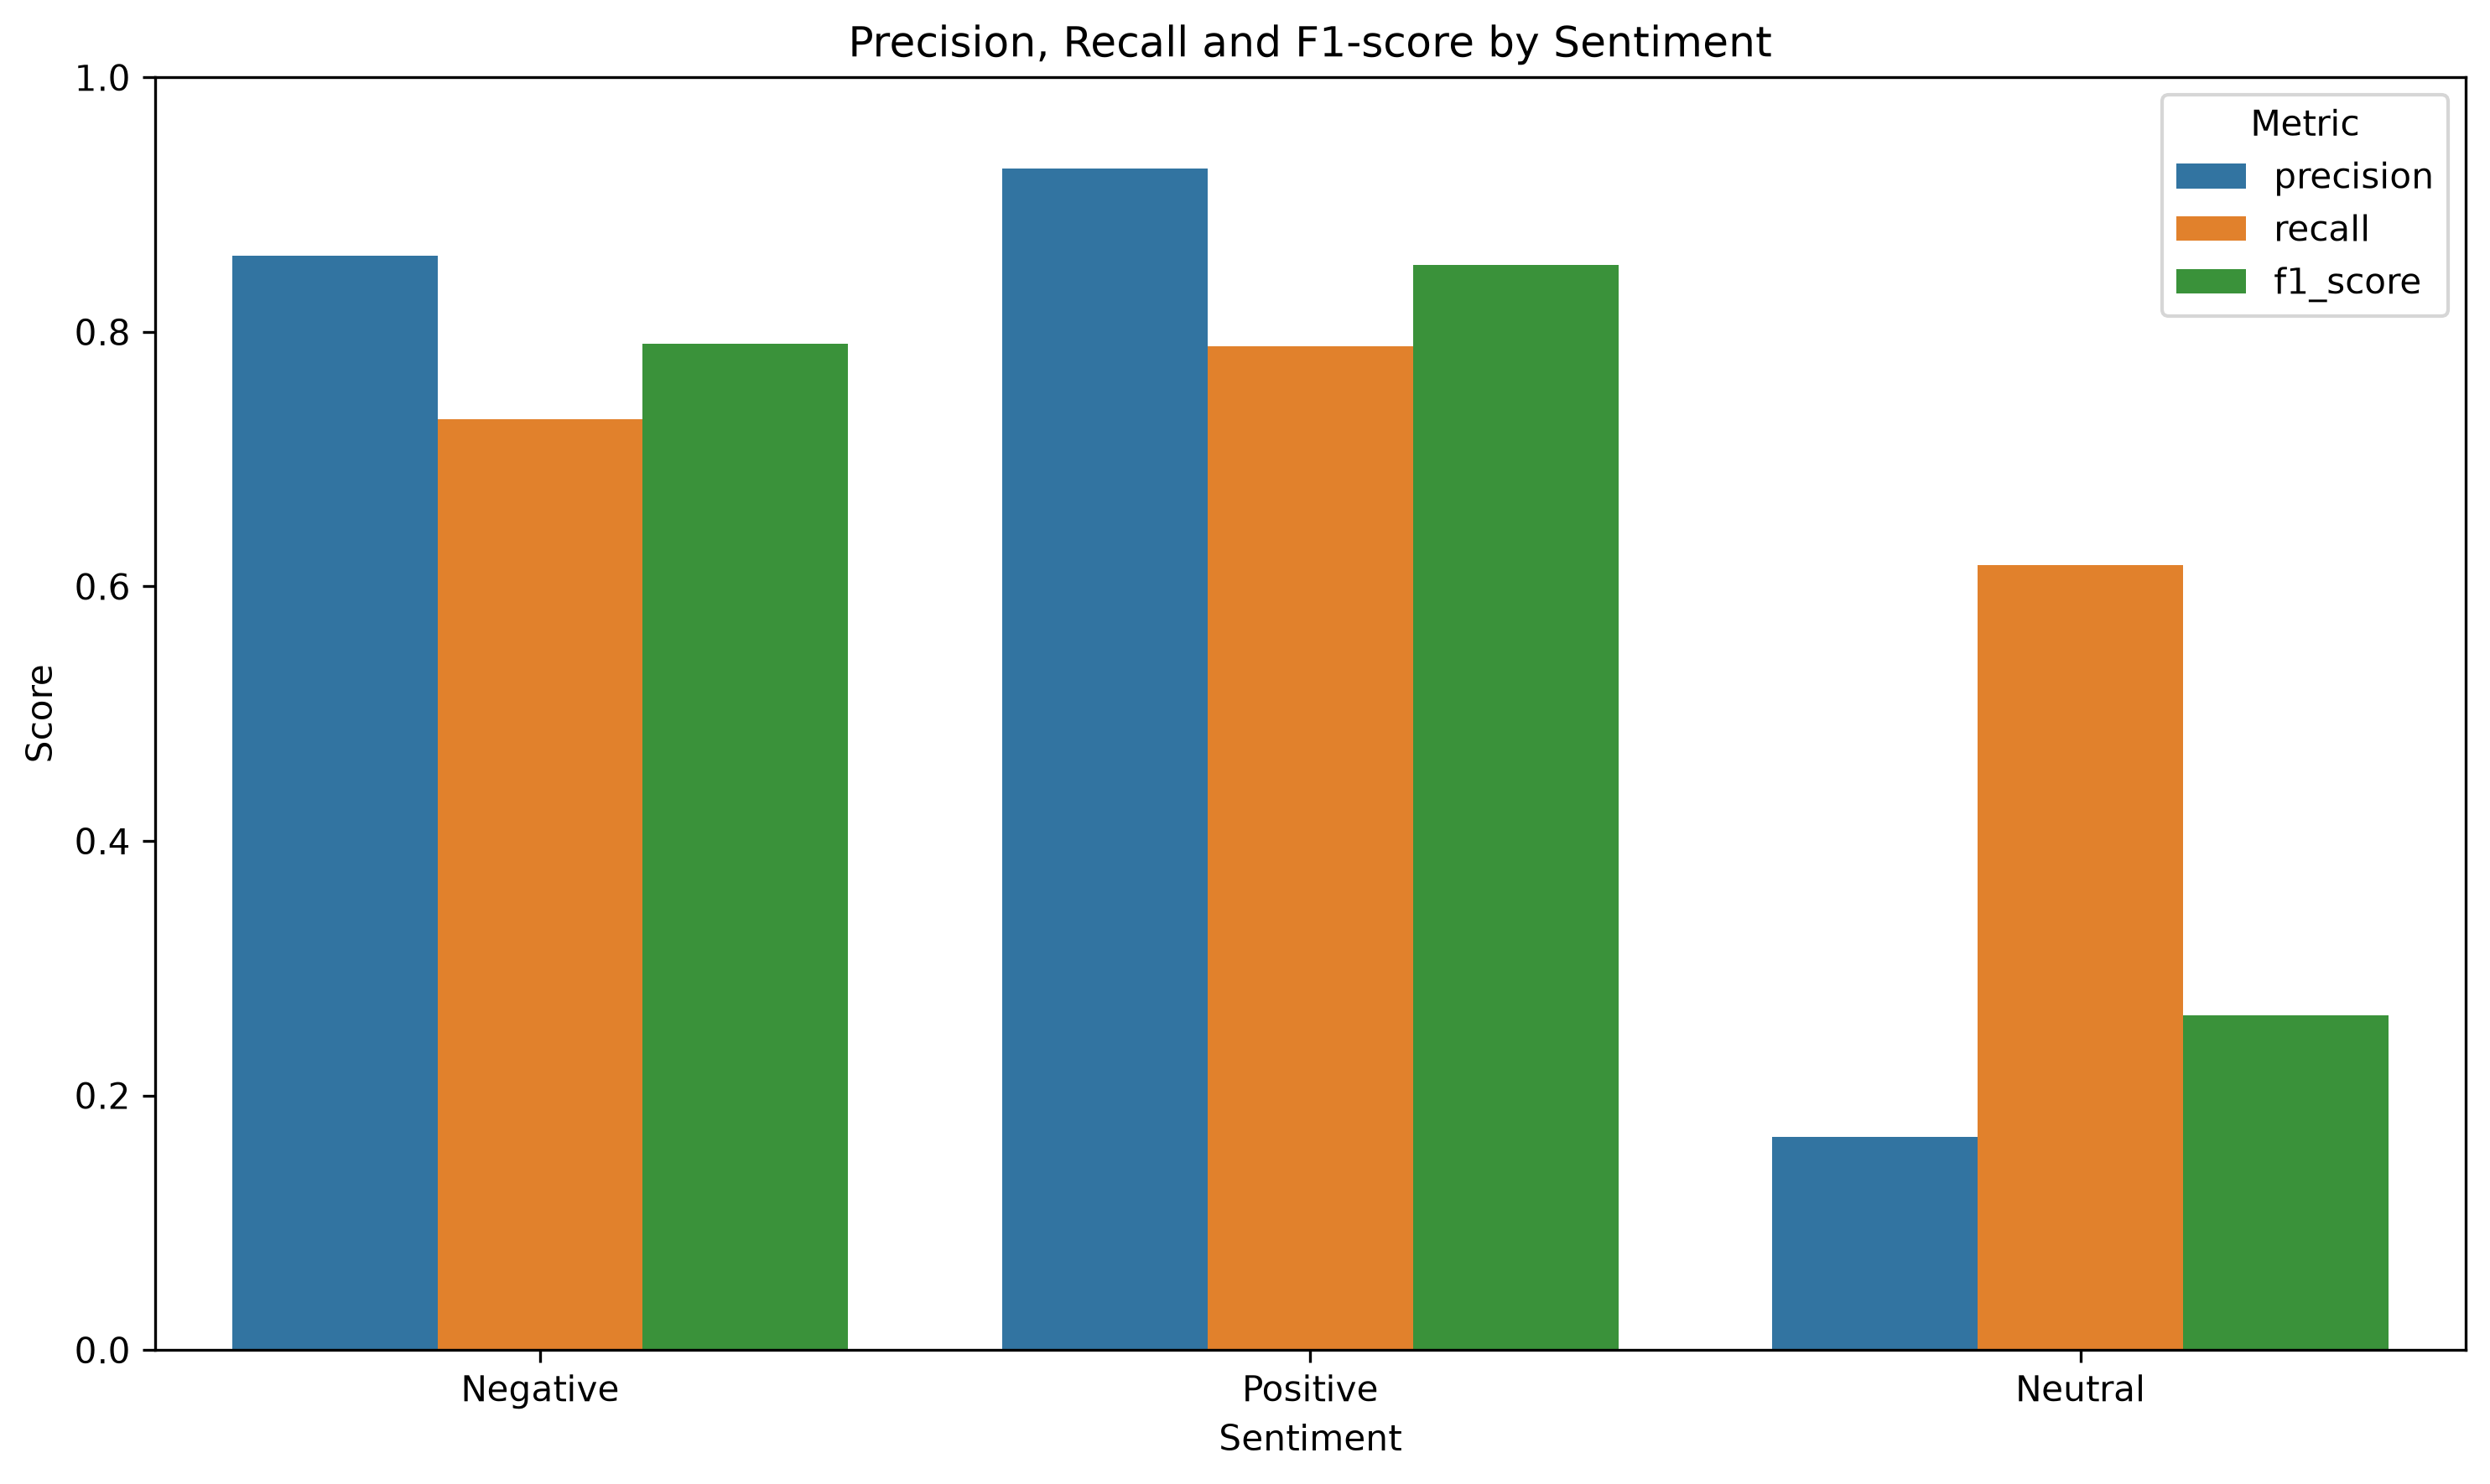 Precision, Recall and F1-score by Sentiment
1.0
0.8
0.6
0.4
0.2
0.0
Score
Metric
precision
recall
f1_score
Negative
Positive
Neutral
Sentiment